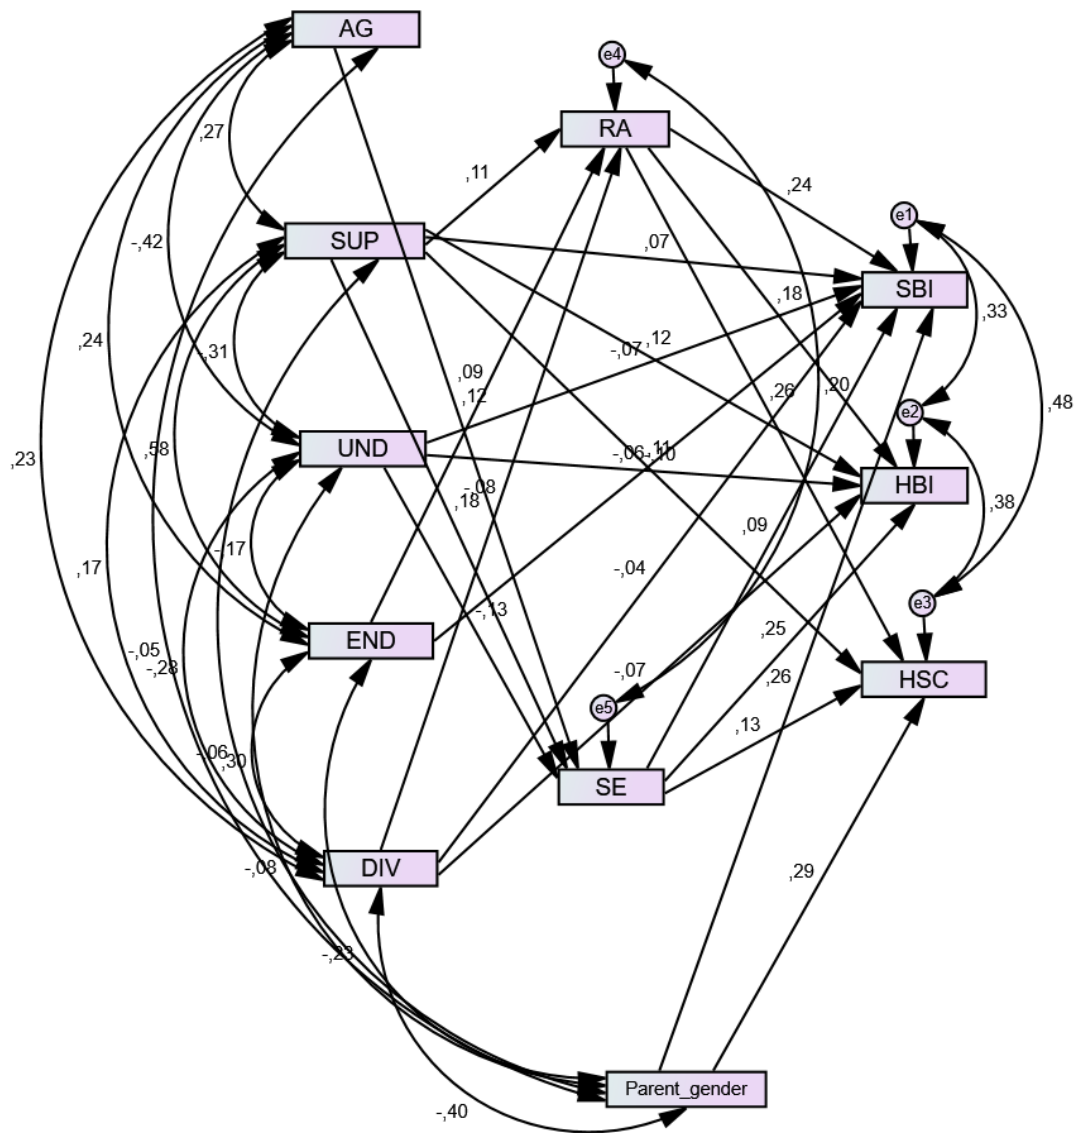 AG
e4
RA
,27
,11
,24
e1
-,42
SUP
,07
SBI
,18
,33
,24
-,31
-,07
,12
,09
,12
,26
,20
,48
e2
,23
,58
UND
-,06
,11
-,10
-,08
,18
HBI
,38
,09
,17
-,17
-,04
e3
-,13
END
,25
-,05
-,28
-,07
,26
HSC
e5
,13
-,06
,30
SE
-,08
DIV
,29
-,23
Parent_gender
-,40